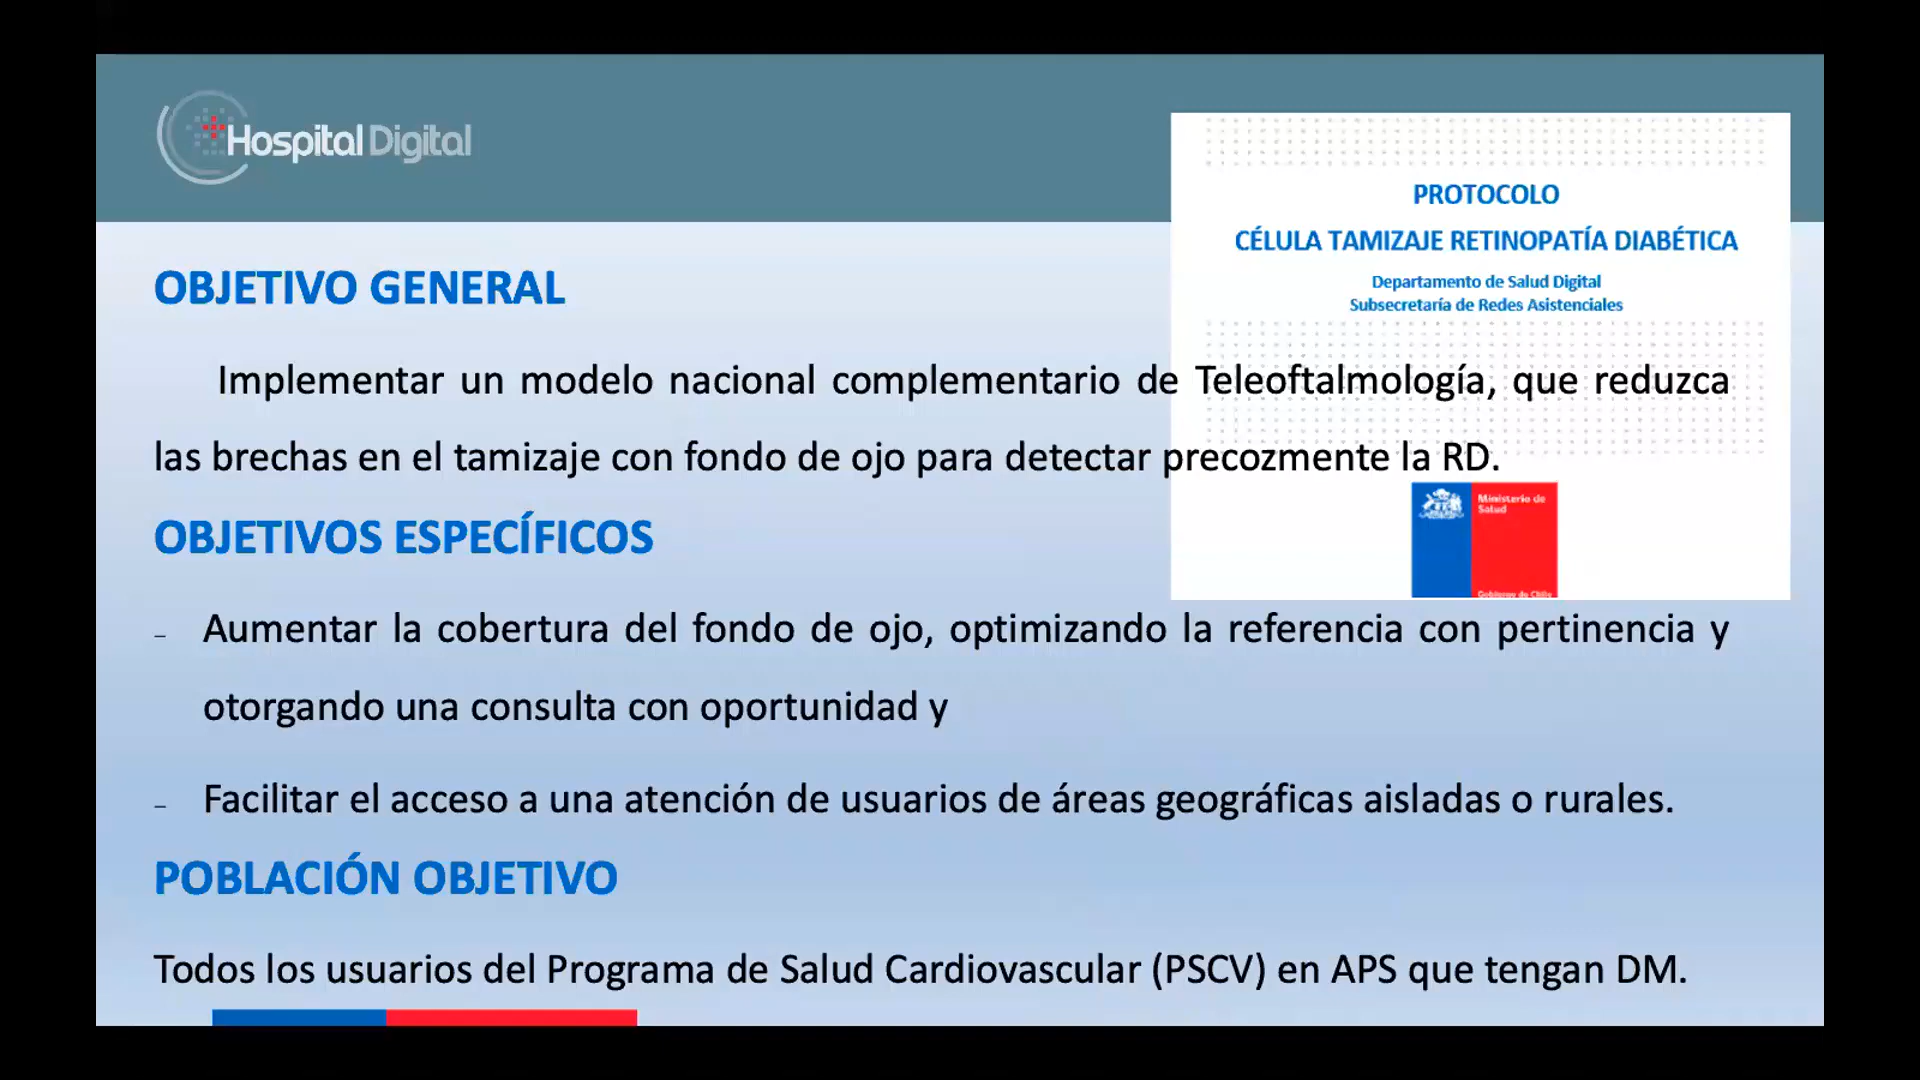 Hospital Digital
PROTOCOLO
CÉLULA TAMIZAJE RETINOPATÍA DIABÉTICA
Departamento de Salud Digital
Subsecretaría de Redes Asistenciales
OBJETIVO GENERAL
Implementar un modelo nacional complementario de Teleoftalmología, que reduzca
las brechas en el tamizaje con fondo de ojo para detectar precozmente la RD.
Ministerio de
Salud
Gobierno de Chile
OBJETIVOS ESPECÍFICOS
- Aumentar la cobertura del fondo de ojo, optimizando la referencia con pertinencia y
otorgando una consulta con oportunidad y
- Facilitar el acceso a una atención de usuarios de áreas geográficas aisladas o rurales.
POBLACIÓN OBJETIVO
Todos los usuarios del Programa de Salud Cardiovascular (PSCV) en APS que tengan DM.